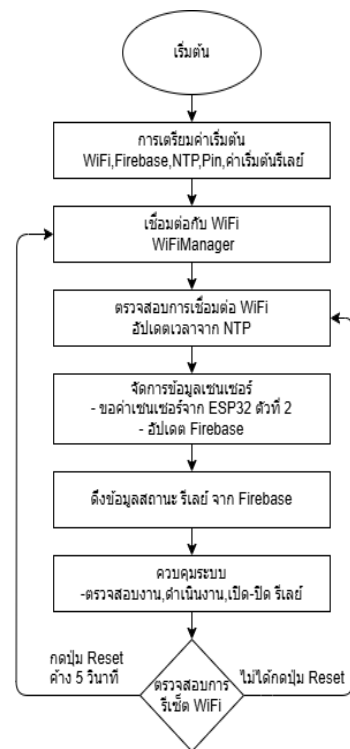 เริ่มต้น
การเตรียมค่าเริ่มต้น
WiFi,Firebase,NTP,Pin,ค่าเริ่มต้นรีเลย์
เชื่อมต่อกับ WiFi
WiFiManager
ตรวจสอบการเชื่อมต่อ WiFi
อัปเดตเวลาจาก NTP
จัดการข้อมูลเซนเซอร์
- ขอค่าเซนเซอร์จาก ESP32 ตัวที่ 2
- อัปเดต Firebase
ดึงข้อมูลสถานะ รีเลย์ จาก Firebase
ควบคุมระบบ
-ตรวจสอบงาน,ดำเนินงาน,เปิด-ปิด รีเลย์
กดปุ่ม Reset
ค้าง 5 วินาที
ตรวจสอบการ
รีเซ็ต WiFi
ไม่ได้กดปุ่ม Reset